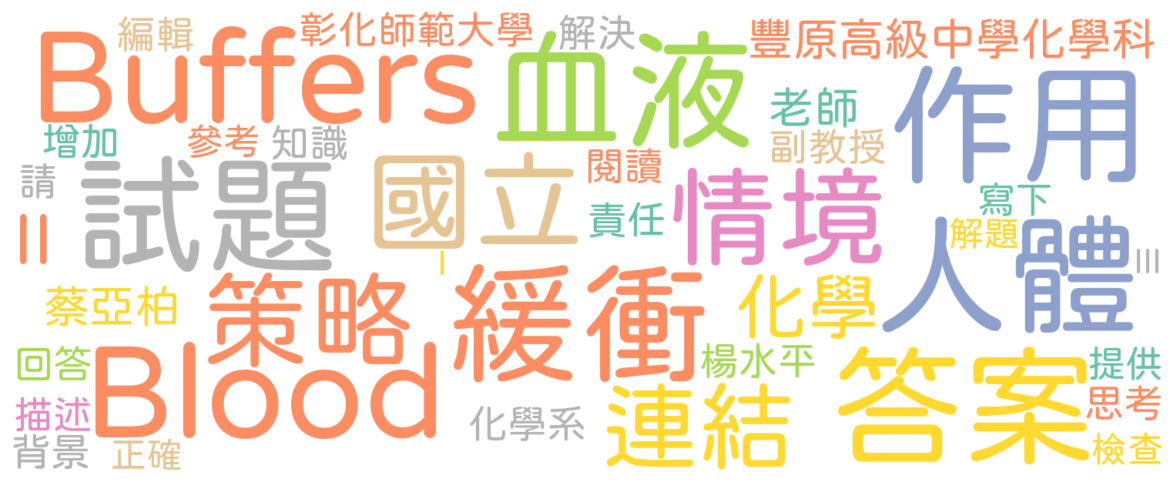 編輯
彰化師範大學
解決
豐原高級中學化學科
Buffers
血液
老師
作用
增加
參考
知識
副教授
請
試題
國立
閱讀
情境
寫下
責任
II
解題
人體
I
III
蔡亞柏
策略
緩衝
化學
回答
Blood
楊水平
答案
提供
描述
化學系
連結
思考
背景
正確
檢查